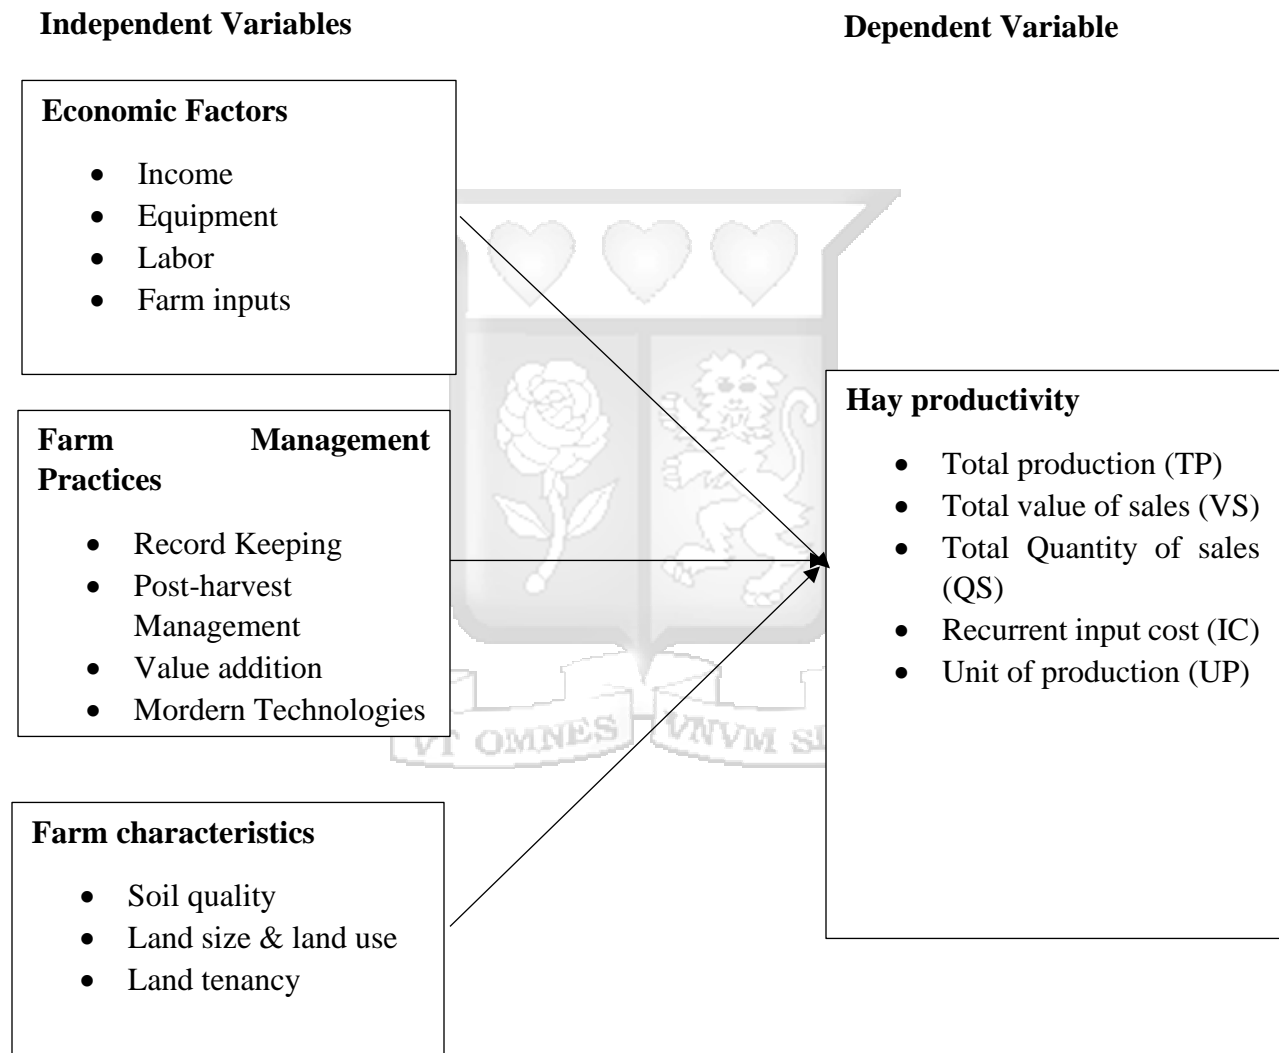 Independent Variables
Dependent Variable
Economic Factors
• Income
• Equipment
• Labor
• Farm inputs
Farm Management
Practices
• Record Keeping
• Post-harvest
Management
• Value addition
• Mordern Technologies
Farm characteristics
• Soil quality
• Land size & land use
• Land tenancy
Hay productivity
• Total production (TP)
• Total value of sales (VS)
• Total Quantity of sales
(QS)
• Recurrent input cost (IC)
• Unit of production (UP)
VT OMNES VNVM